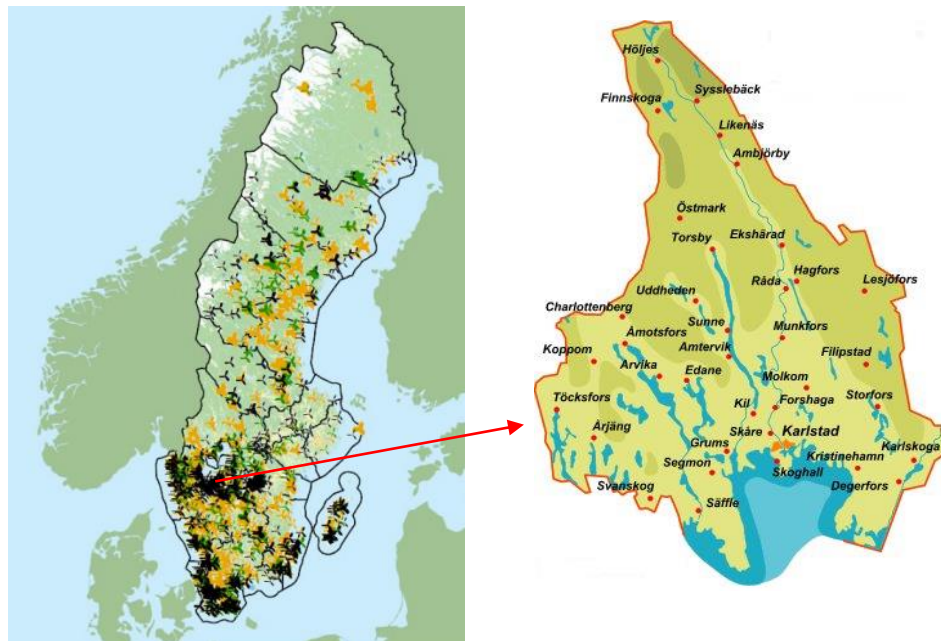 Höljes
Sysslebäck
Finnskoga
Likenäs
Ambjörby
Östmark
Ekshärad
Torsby
Hagfors
Råda
Lesjöfors
Uddheden
Charlottenberg
Sunne
Munkfors
Åmotsfors
Koppom
Amtervik
Filipstad
Arvika
Edane
Molkom
Töcksfors
Forshaga
Storfors
Kil
Årjäng
Skåre
Karlstad
Grums
Kristinehamn
Karlskoga
Segmon
Skoghall
Svanskog
Degerfors
Säffle